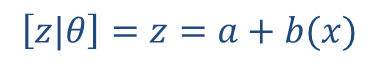 [z|θ] = z = a + b(x)